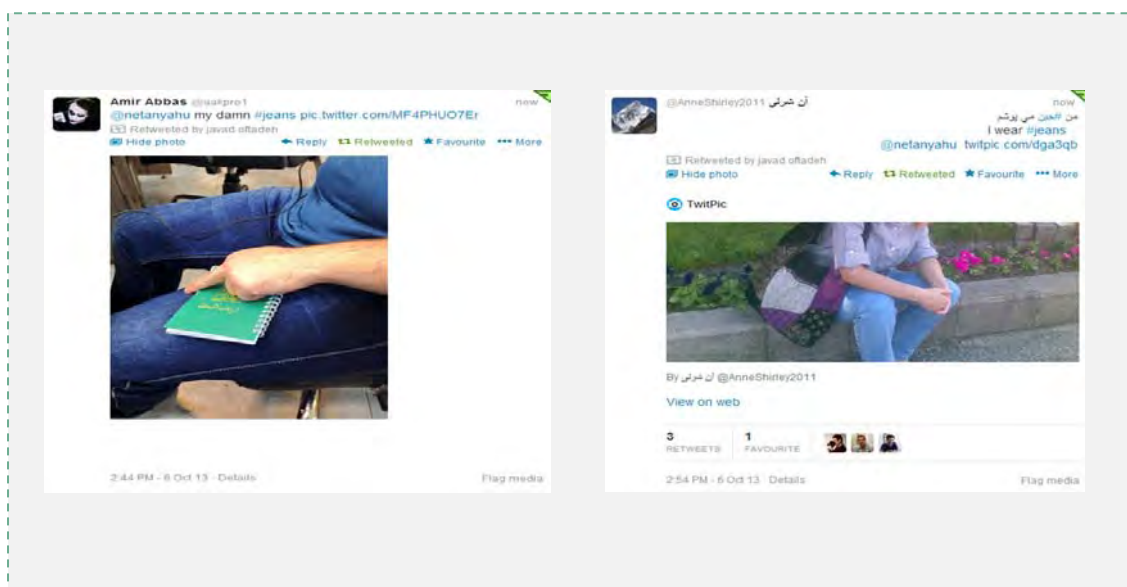 Amir Abbas
now
@netanyahu my damn #jeans pic.twitter.com/MF4PHUO7Er
Retweeted by javad oftadeh
Hide photo Reply Retweeted Favourite More
2:44 PM - 6 Oct 13 · Details
Flag media
@AnneShirley2011 آن شرلی
now
من #جین می پوشم
I wear #jeans
@netanyahu twitpic.com/dga3qb
Retweeted by javad oftadeh
Hide photo Reply Retweeted Favourite More
TwitPic
By آن شرلی @AnneShirley2011
View on web
3 1
RETWEETS FAVOURITE
2:54 PM - 6 Oct 13 · Details
Flag media